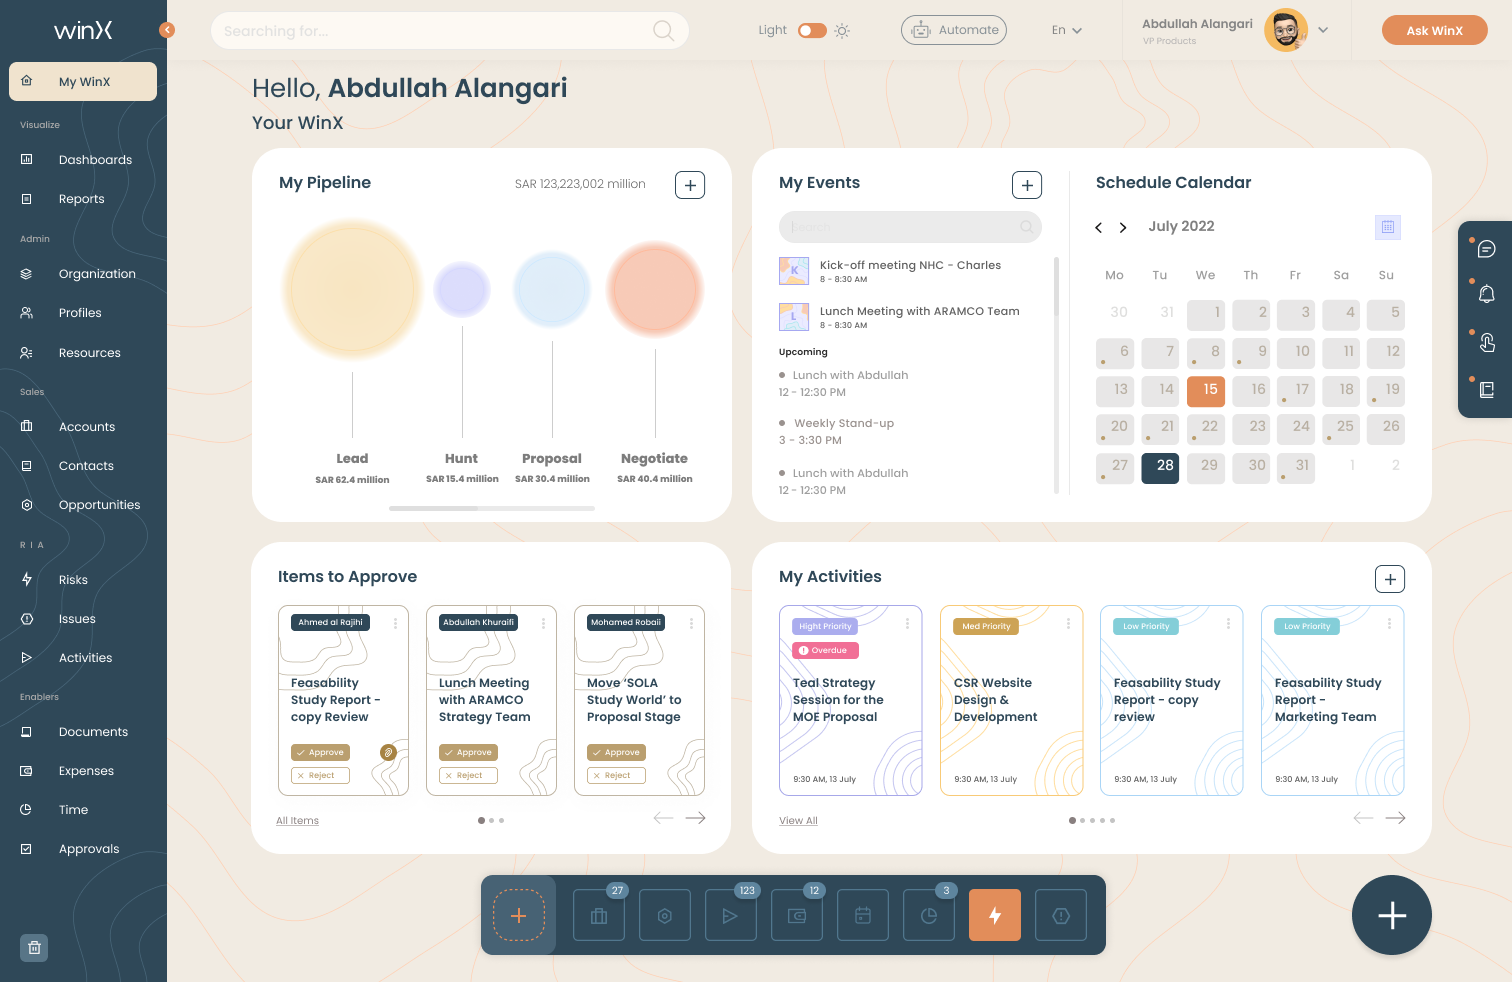 winX
My WinX
Visualize
Dashboards
Reports
Admin
Organization
Profiles
Resources
Sales
Accounts
Contacts
Opportunities
R I A
Risks
Issues
Activities
Enablers
Documents
Expenses
Time
Approvals
Searching for...
Light
Automate
En
Abdullah Alangari
VP Products
Ask WinX
Hello, Abdullah Alangari
Your WinX
My Pipeline
SAR 123,223,002 million
Lead
SAR 62.4 million
Hunt
SAR 15.4 million
Proposal
SAR 30.4 million
Negotiate
SAR 40.4 million
My Events
Search
K
Kick-off meeting NHC - Charles
8 - 8:30 AM
L
Lunch Meeting with ARAMCO Team
8 - 8:30 AM
Upcoming
Lunch with Abdullah
12 - 12:30 PM
Weekly Stand-up
3 - 3:30 PM
Lunch with Abdullah
12 - 12:30 PM
Schedule Calendar
July 2022
Mo Tu We Th Fr Sa Su
30 31 1 2 3 4 5
6 7 8 9 10 11 12
13 14 15 16 17 18 19
20 21 22 23 24 25 26
27 28 29 30 31 1 2
Items to Approve
Ahmed al Rajihi
Feasability
Study Report -
copy Review
Approve
Reject
Abdullah Khuraifi
Lunch Meeting
with ARAMCO
Strategy Team
Approve
Reject
Mohamed Robaii
Move ‘SOLA
Study World’ to
Proposal Stage
Approve
Reject
All Items
My Activities
Hight Priority
Overdue
Teal Strategy
Session for the
MOE Proposal
9:30 AM, 13 July
Med Priority
CSR Website
Design &
Development
9:30 AM, 13 July
Low Priority
Feasability Study
Report - copy
review
9:30 AM, 13 July
Low Priority
Feasability Study
Report -
Marketing Team
9:30 AM, 13 July
View All
27
123
12
3